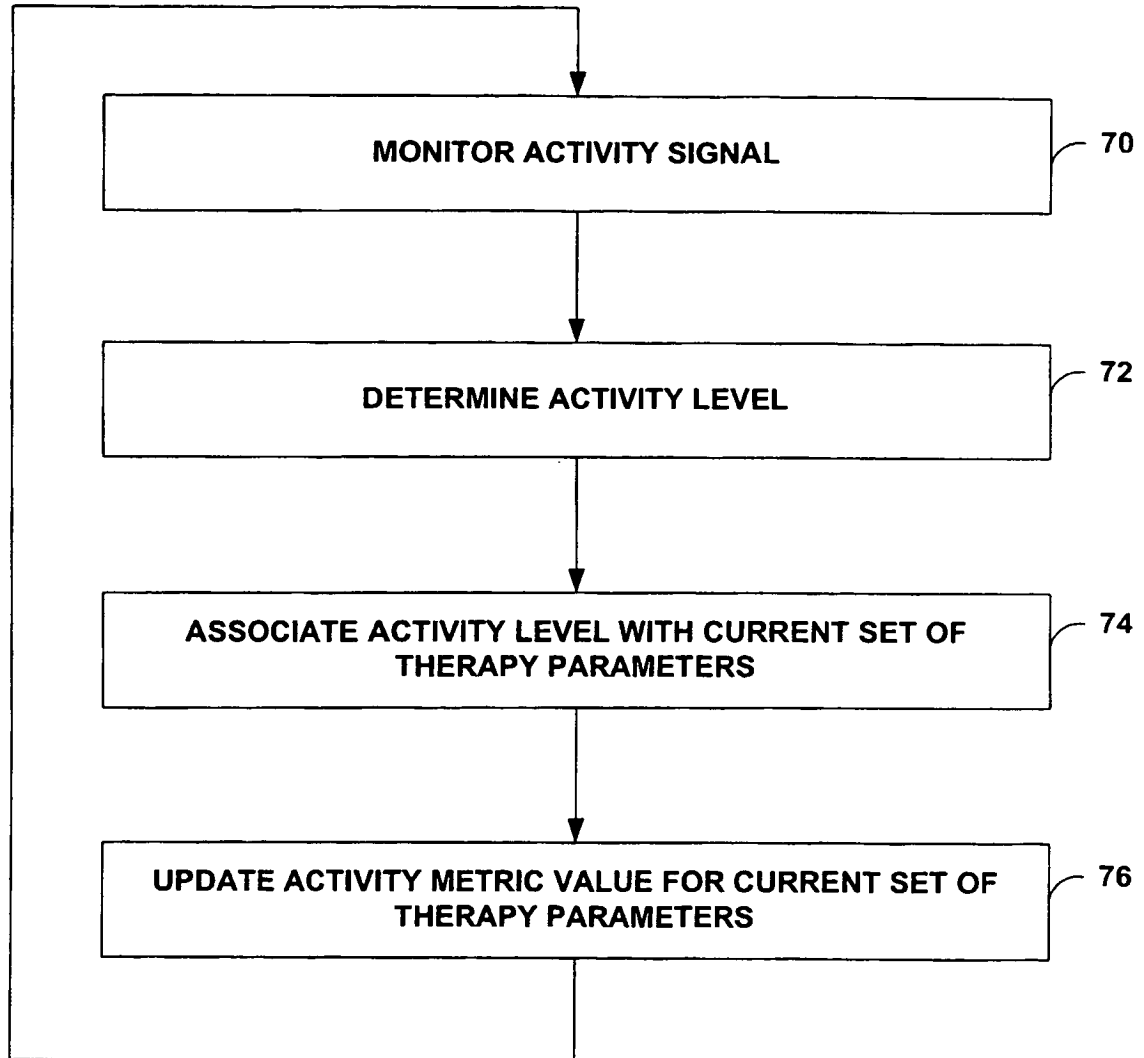 MONITOR ACTIVITY SIGNAL
70
DETERMINE ACTIVITY LEVEL
72
ASSOCIATE ACTIVITY LEVEL WITH CURRENT SET OF
THERAPY PARAMETERS
74
UPDATE ACTIVITY METRIC VALUE FOR CURRENT SET OF
THERAPY PARAMETERS
76